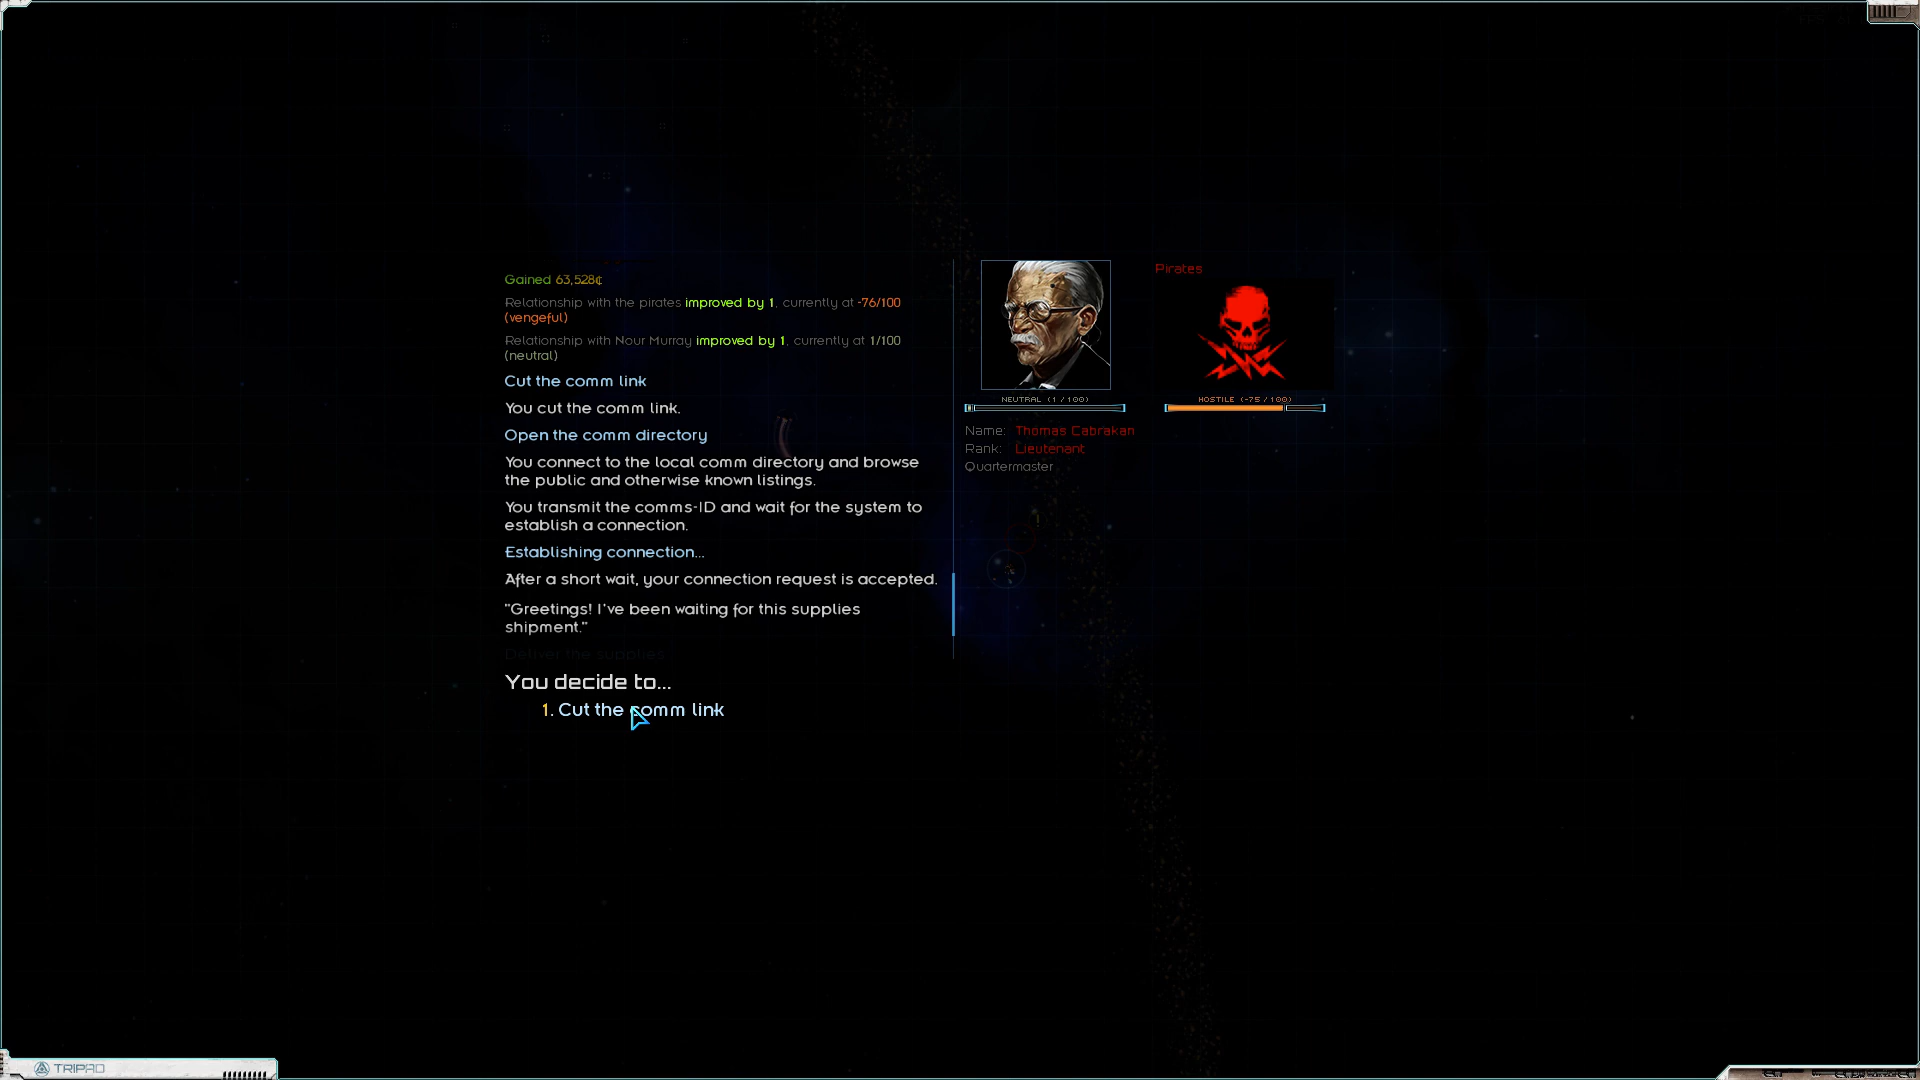 Gained 63,528¢
Relationship with the pirates improved by 1, currently at -76/100
(vengeful)
Relationship with Nour Murray improved by 1, currently at 1/100
(neutral)
Cut the comm link
You cut the comm link.
Open the comm directory
You connect to the local comm directory and browse
the public and otherwise known listings.
You transmit the comms-ID and wait for the system to
establish a connection.
Establishing connection...
After a short wait, your connection request is accepted.
"Greetings! I've been waiting for this supplies
shipment."
Deliver the supplies
You decide to...
1. Cut the comm link
NEUTRAL (1 / 100)
Name: Thomas Cabrakan
Rank: Lieutenant
Quartermaster
Pirates
HOSTILE (-75 / 100)
TRIPAD